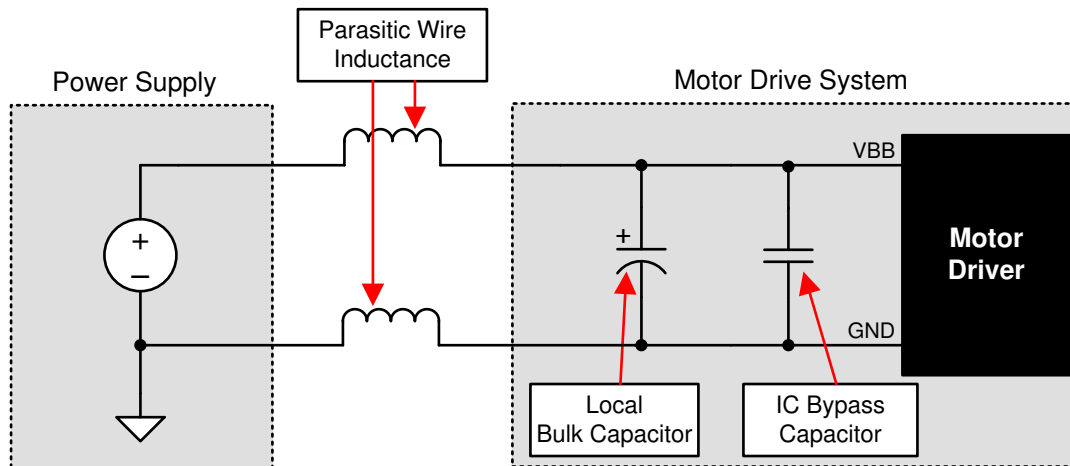 Parasitic Wire
Inductance
Power Supply
Motor Drive System
VBB
+
–
+
Motor
Driver
GND
Local
Bulk Capacitor
IC Bypass
Capacitor